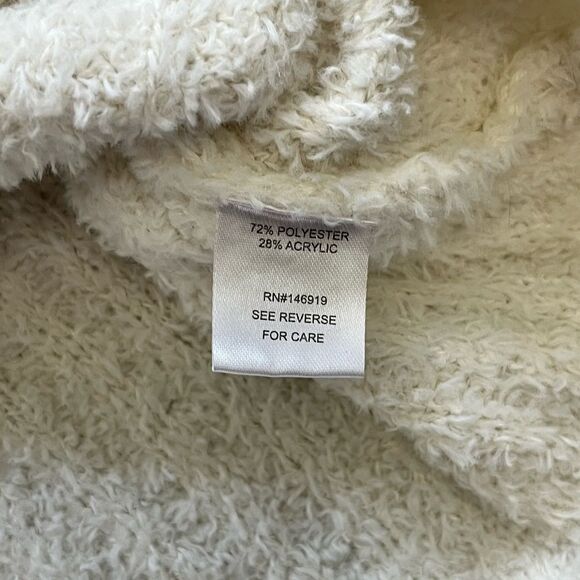 72% POLYESTER
28% ACRYLIC
RN#146919
SEE REVERSE
FOR CARE